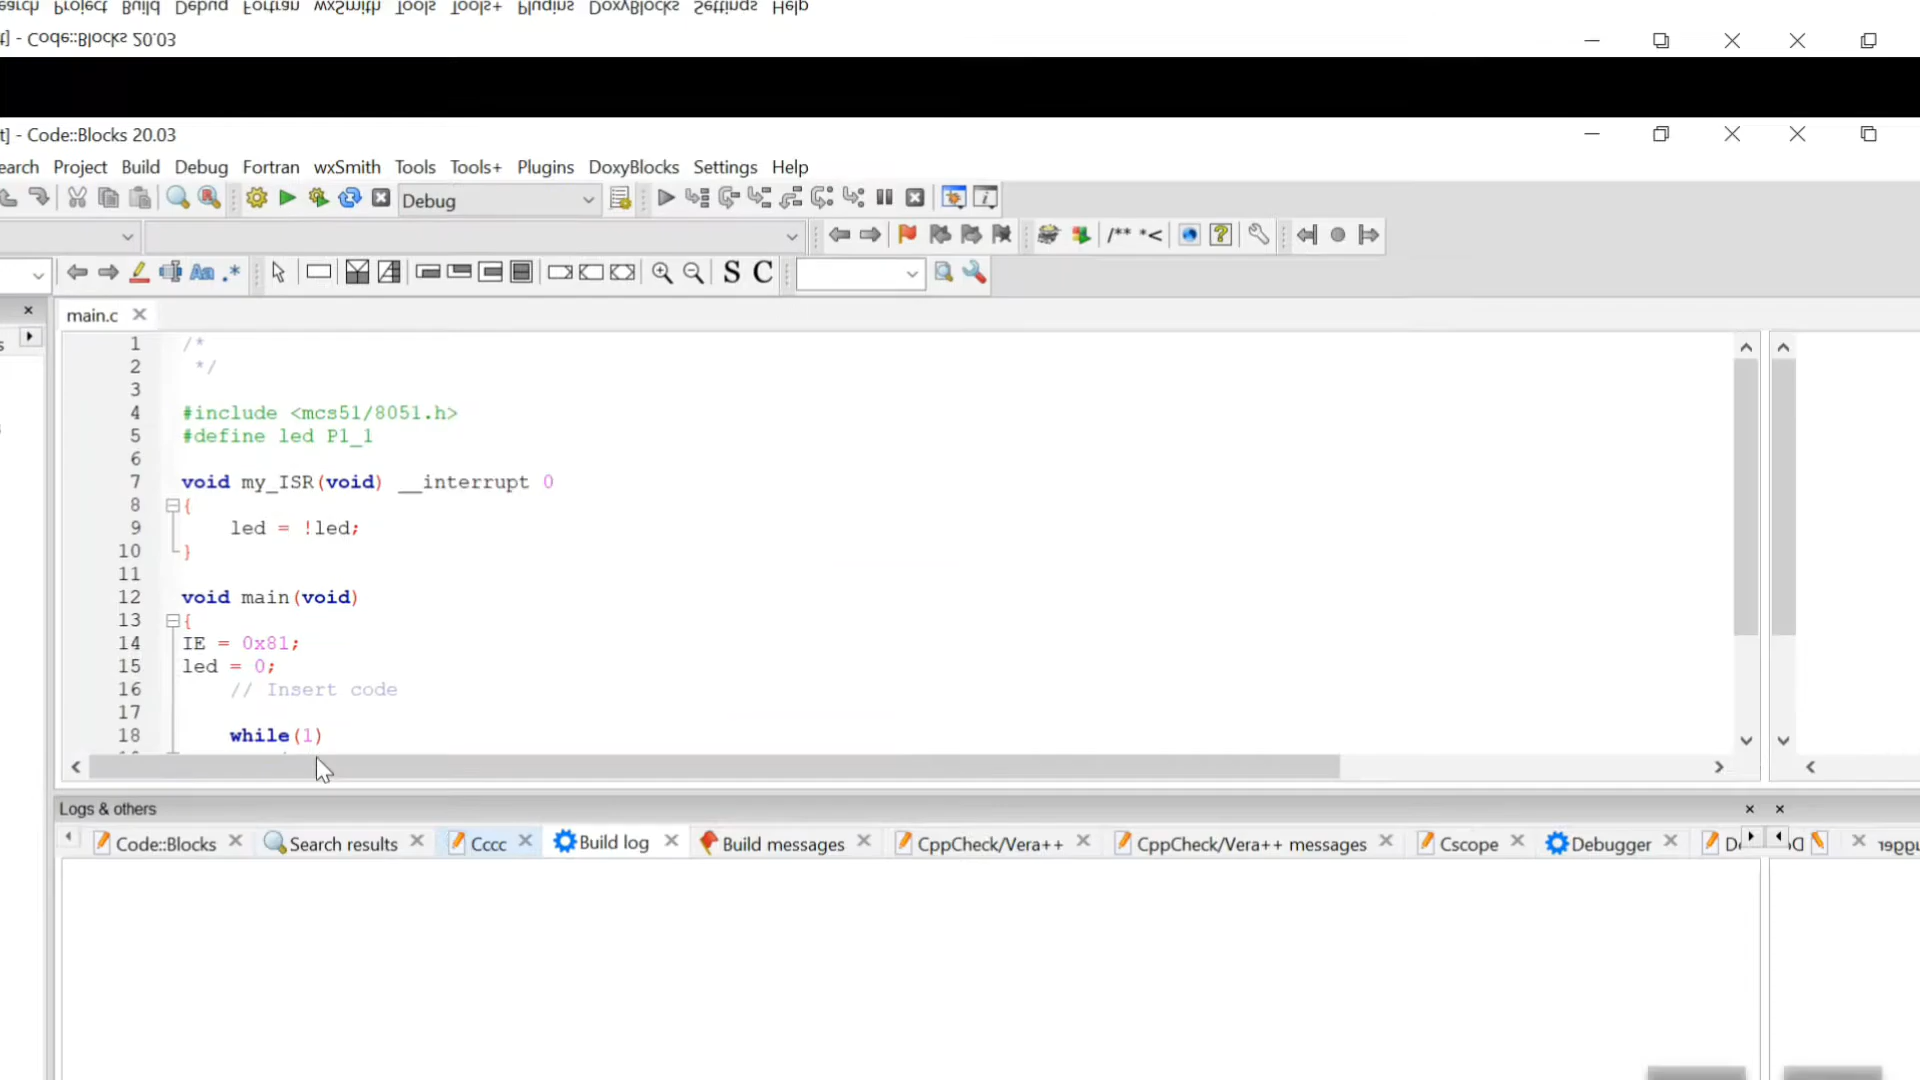 earch Project Build Debug Fortran wxSmith Tools Tools+ Plugins DoxyBlocks Settings Help
t] - Code::Blocks 20.03
t] - Code::Blocks 20.03
earch Project Build Debug Fortran wxSmith Tools Tools+ Plugins DoxyBlocks Settings Help
Debug
/** *<
Aa .* S C
main.c
s
1 /*
2 */
3
4 #include <mcs51/8051.h>
5 #define led P1_1
6
7 void my_ISR(void) __interrupt 0
8 {
9 led = !led;
10 }
11
12 void main(void)
13 {
14 IE = 0x81;
15 led = 0;
16 // Insert code
17
18 while(1)
Logs & others
Code::Blocks Search results Cccc Build log Build messages CppCheck/Vera++ CppCheck/Vera++ messages Cscope Debugger